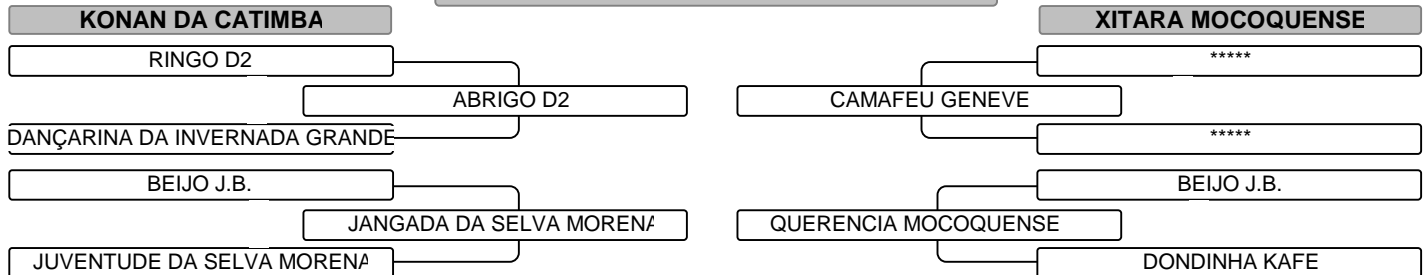 KONAN DA CATIMBA
XITARA MOCOQUENSE
RINGO D2
*****
ABRIGO D2
CAMAFEU GENEVE
DANÇARINA DA INVERNADA GRANDE
*****
BEIJO J.B.
BEIJO J.B.
JANGADA DA SELVA MORENA
QUERENCIA MOCOQUENSE
JUVENTUDE DA SELVA MORENA
DONDINHA KAFE